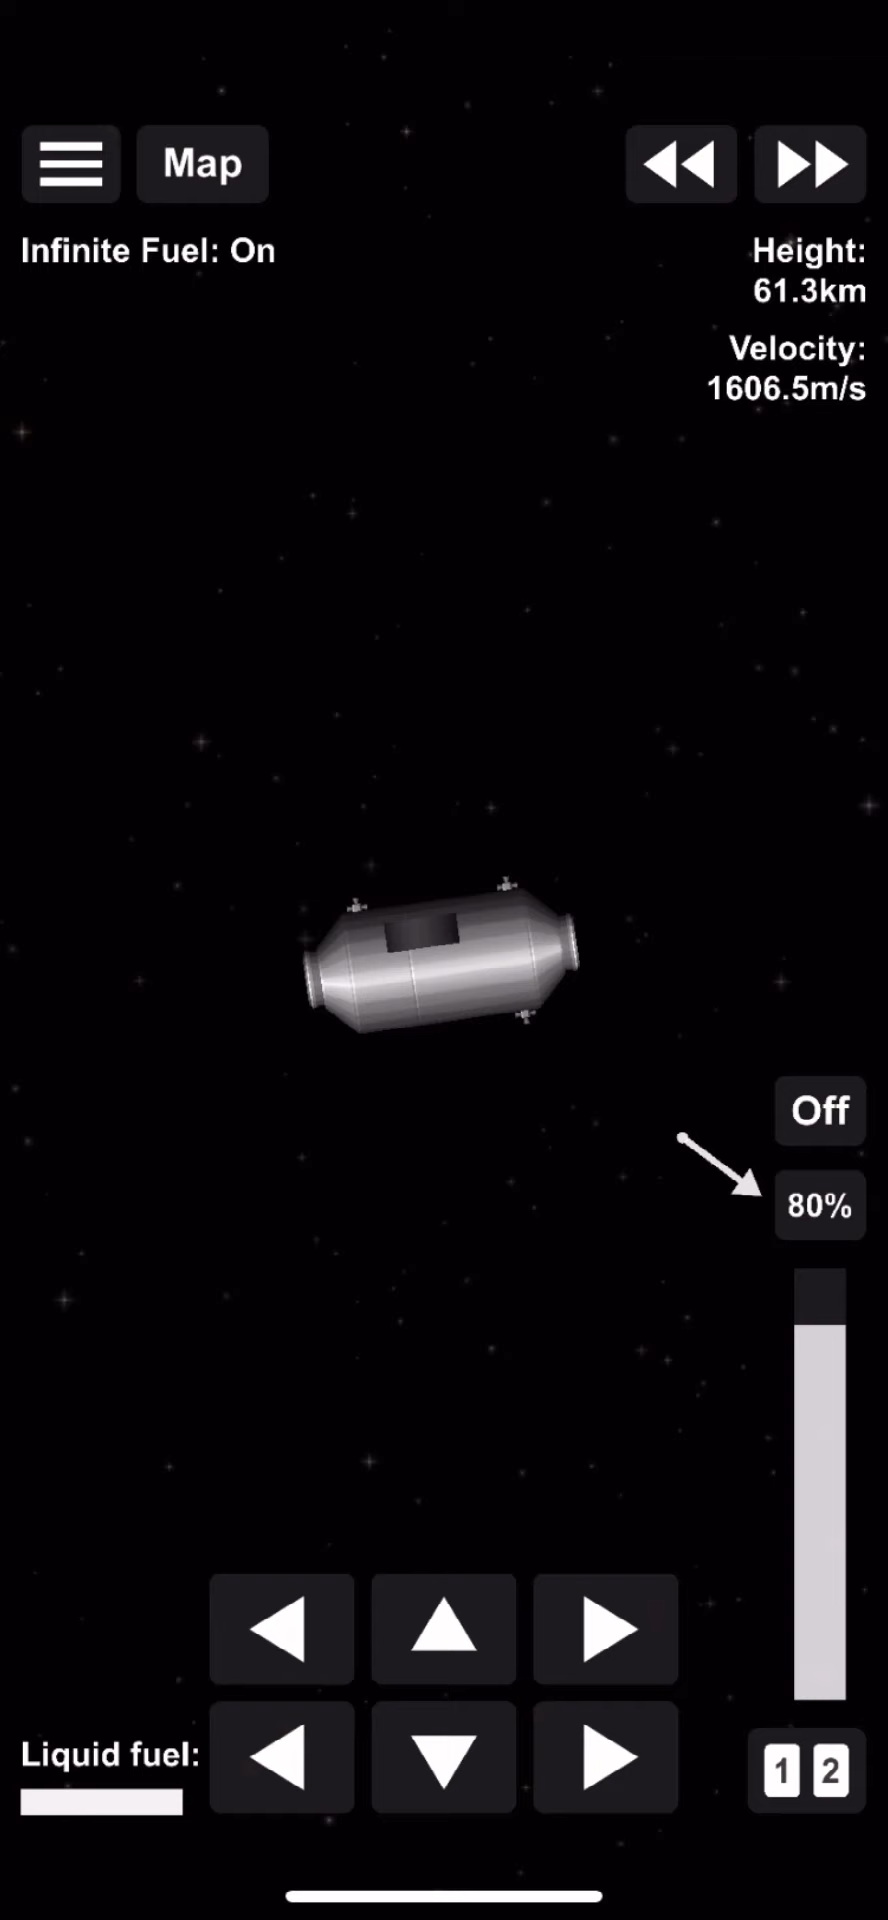 Map
Infinite Fuel: On
Height:
61.3km
Velocity:
1606.5m/s
Off
80%
Liquid fuel:
1 2